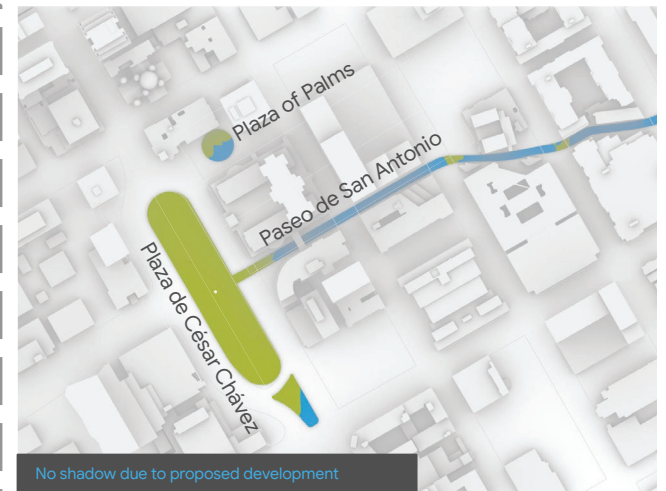 Plaza of Palms
Paseo de San Antonio
Plaza de César Chávez
No shadow due to proposed development